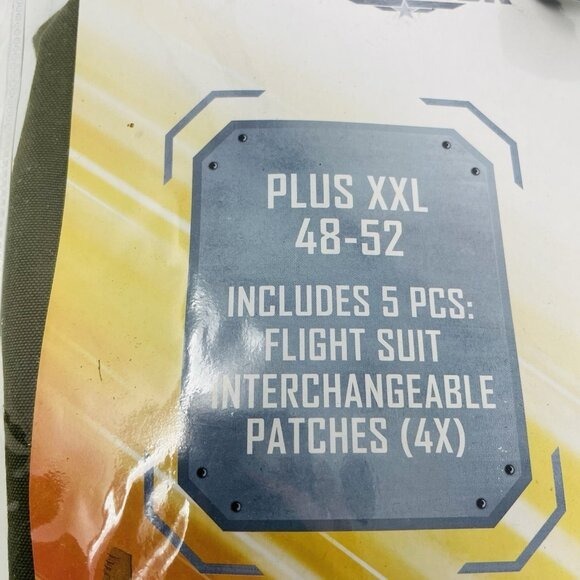 PLUS XXL
48-52
INCLUDES 5 PCS:
FLIGHT SUIT
INTERCHANGEABLE
PATCHES (4X)